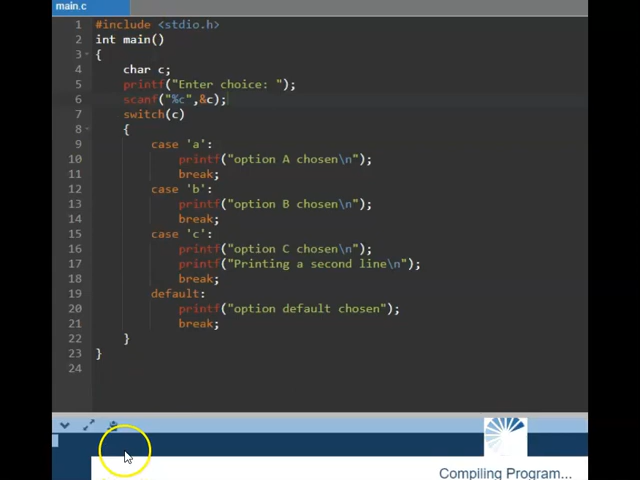 main.c
1 #include <stdio.h>
2 int main()
3 {
4 char c;
5 printf("Enter choice: ");
6 scanf("%c",&c);
7 switch(c)
8 {
9 case 'a':
10 printf("option A chosen\n");
11 break;
12 case 'b':
13 printf("option B chosen\n");
14 break;
15 case 'c':
16 printf("option C chosen\n");
17 printf("Printing a second line\n");
18 break;
19 default:
20 printf("option default chosen");
21 break;
22 }
23 }
24
Compiling Program...